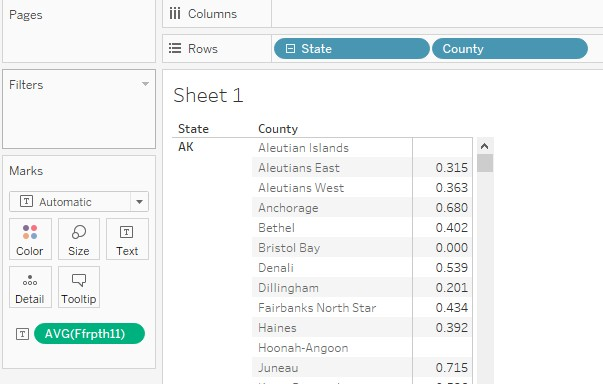 Pages
Columns
Rows
State
County
Filters
Sheet 1
State County
AK Aleutian Islands
Aleutians East 0.315
Aleutians West 0.363
Marks
Automatic
Anchorage 0.680
Bethel 0.402
Color Size Text
Bristol Bay 0.000
Denali 0.539
Detail Tooltip
Dillingham 0.201
Fairbanks North Star 0.434
AVG(Ffrpth11)
Haines 0.392
Hoonah-Angoon
Juneau 0.715